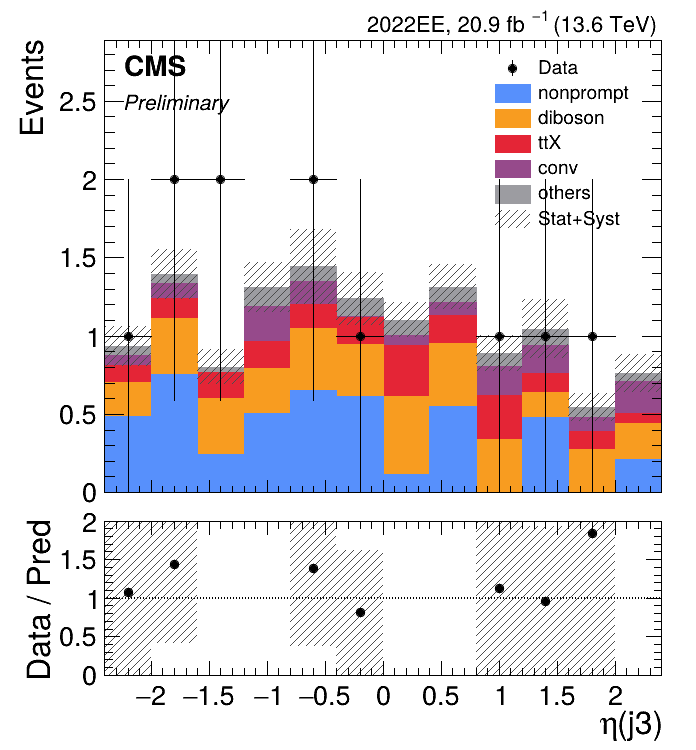 2022EE, 20.9 fb⁻¹ (13.6 TeV)
Events
CMS
Preliminary
Data
nonprompt
diboson
ttX
conv
others
Stat+Syst
2.5
2
1.5
1
0.5
0
Data / Pred
2
1.5
1
0.5
0
−2 −1.5 −1 −0.5 0 0.5 1 1.5 2
η(j3)